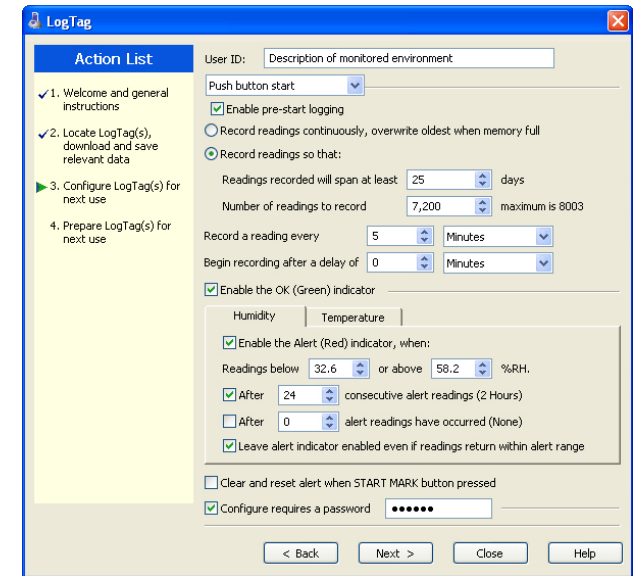 LogTag
Action List
1. Welcome and general
instructions
2. Locate LogTag(s),
download and save
relevant data
3. Configure LogTag(s) for
next use
4. Prepare LogTag(s) for
next use
User ID: Description of monitored environment
Push button start
Enable pre-start logging
Record readings continuously, overwrite oldest when memory full
Record readings so that:
Readings recorded will span at least 25 days
Number of readings to record 7,200 maximum is 8003
Record a reading every 5 Minutes
Begin recording after a delay of 0 Minutes
Enable the OK (Green) indicator
Humidity Temperature
Enable the Alert (Red) indicator, when:
Readings below 32.6 or above 58.2 %RH.
After 24 consecutive alert readings (2 Hours)
After 0 alert readings have occurred (None)
Leave alert indicator enabled even if readings return within alert range
Clear and reset alert when START MARK button pressed
Configure requires a password ●●●●●●
< Back Next > Close Help